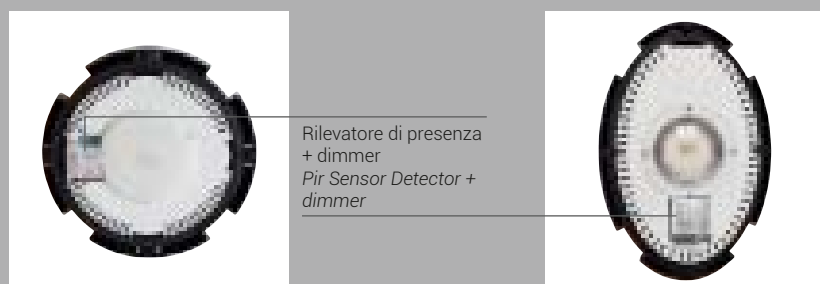 Rilevatore di presenza
+ dimmer
Pir Sensor Detector +
dimmer